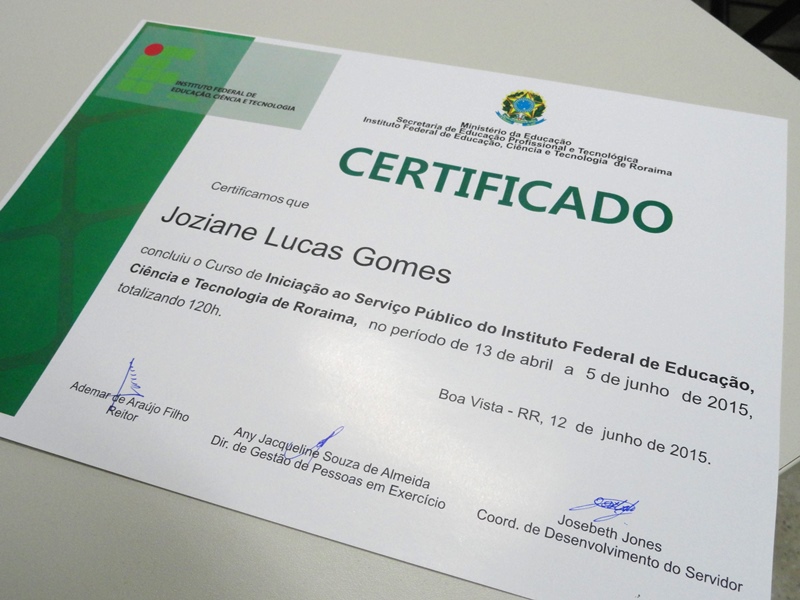 INSTITUTO FEDERAL DE
EDUCAÇÃO, CIÊNCIA E TECNOLOGIA
Ministério da Educação
Secretaria de Educação Profissional e Tecnológica
Instituto Federal de Educação, Ciência e Tecnologia de Roraima
CERTIFICADO
Certificamos que
Joziane Lucas Gomes
concluiu o Curso de Iniciação ao Serviço Público do Instituto Federal de Educação,
Ciência e Tecnologia de Roraima, no período de 13 de abril a 5 de junho de 2015,
totalizando 120h.
Boa Vista - RR, 12 de junho de 2015.
Ademar de Araújo Filho
Reitor
Any Jacqueline Souza de Almeida
Dir. de Gestão de Pessoas em Exercício
Josebeth Jones
Coord. de Desenvolvimento do Servidor